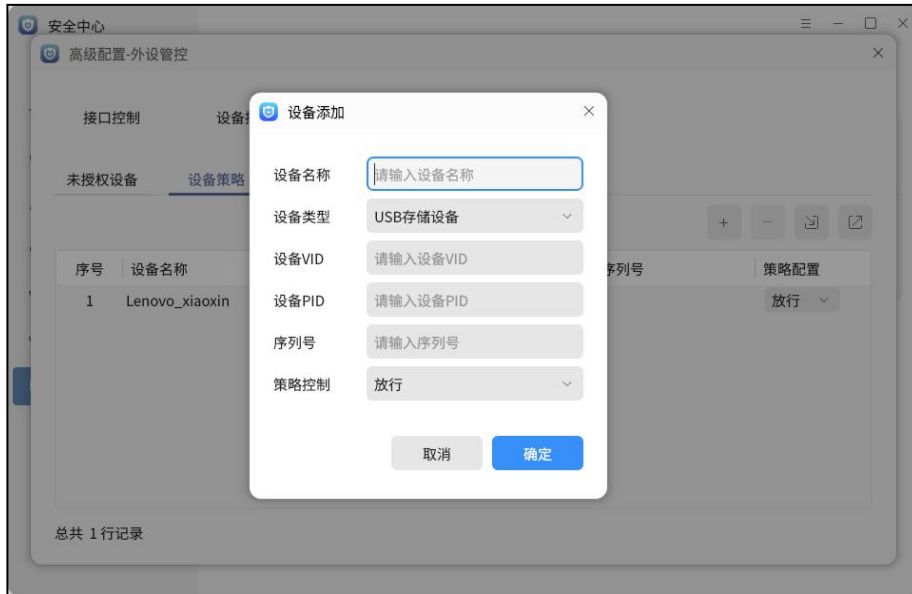 安全中心
高级配置-外设管控
接口控制
设备
设备添加
未授权设备
设备策略
设备名称 请输入设备名称
设备类型 USB存储设备
设备VID 请输入设备VID
设备PID 请输入设备PID
序列号 请输入序列号
策略控制 放行
取消 确定
序号 设备名称 序列号 策略配置
1 Lenovo_xiaoxin 放行
总共 1 行记录